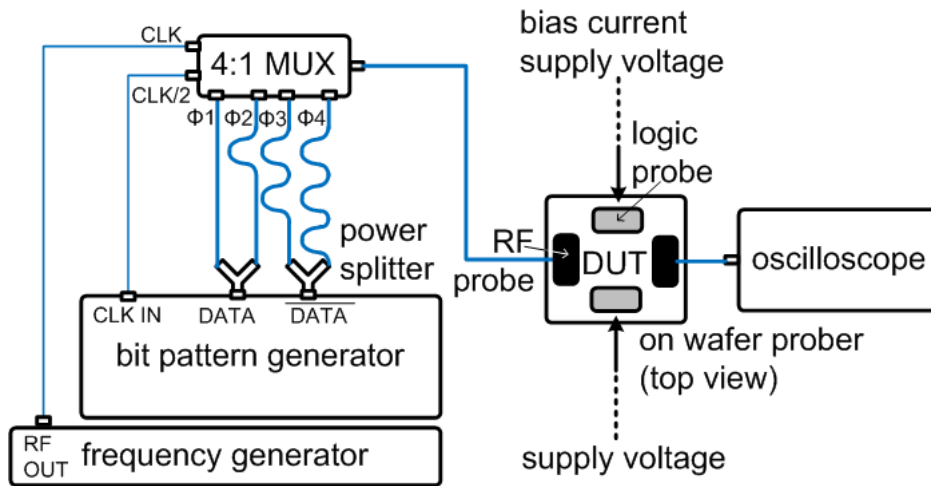 CLK
4:1 MUX
CLK/2
Φ1 Φ2 Φ3 Φ4
power
splitter
CLK IN
DATA
DATA
bit pattern generator
RF
OUT
frequency generator
bias current
supply voltage
logic
probe
RF
probe
DUT
oscilloscope
on wafer prober
(top view)
supply voltage